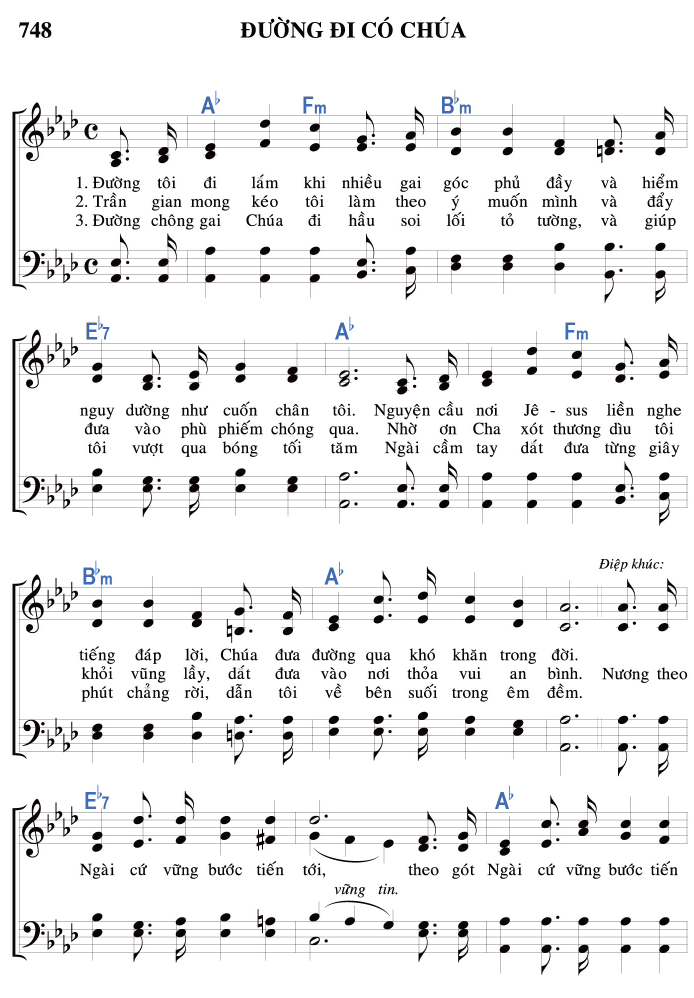 748 ĐƯỜNG ĐI CÓ CHÚA
A♭ Fm B♭m
1. Đường tôi đi lắm khi nhiều gai góc phủ đầy và hiểm
2. Trần gian mong kéo tôi làm theo ý muốn mình và đẩy
3. Đường chông gai Chúa đi hầu soi lối tỏ tường, và giúp
E♭7 A♭ Fm
nguy dường như cuốn chân tôi. Nguyện cầu nơi Jê - sus liền nghe
đưa vào phù phiếm chóng qua. Nhờ ơn Cha xót thương dìu tôi
tôi vượt qua bóng tối tăm Ngài cầm tay dát đưa từng giây
Điệp khúc:
B♭m A♭
tiếng đáp lời, Chúa đưa đường qua khó khăn trong đời.
khỏi vũng lầy, dát đưa vào nơi thỏa vui an bình. Nương theo
phút chẳng rời, dẫn tôi về bên suối trong êm đềm.
E♭7 A♭
Ngài cứ vững bước tiến tới, theo gót Ngài cứ vững bước tiến
vững tin.